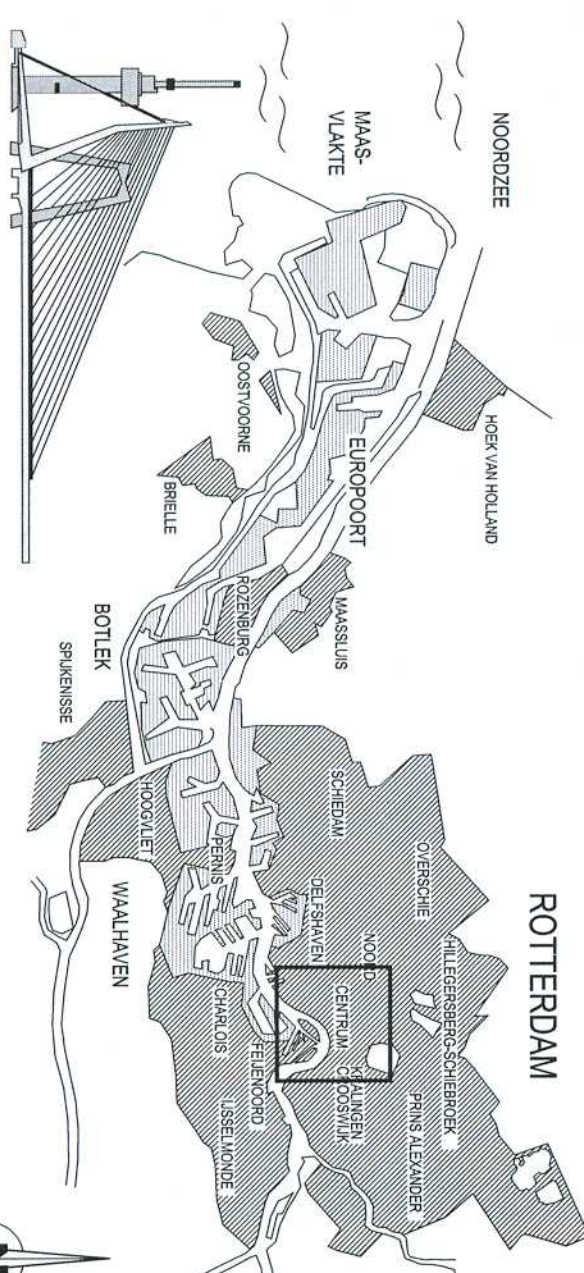 ROTTERDAM
NOORDZEE
MAAS-
VLAKTE
HOEK VAN HOLLAND
OOSTVOORNE
EUROPOORT
BRIELLE
MAASSLUIS
ROZENBURG
BOTLEK
SPIJKENISSE
HOOGVLIET
PERNIS
WAALHAVEN
SCHIEDAM
OVERSCHIE
DELFSHAVEN
NOORD
HILLEGERSBERG-SCHIEBROEK
CENTRUM
CHARLOIS
FEIJENOORD
KRALINGEN
CROOSWIJK
PRINS ALEXANDER
IJSSELMONDE